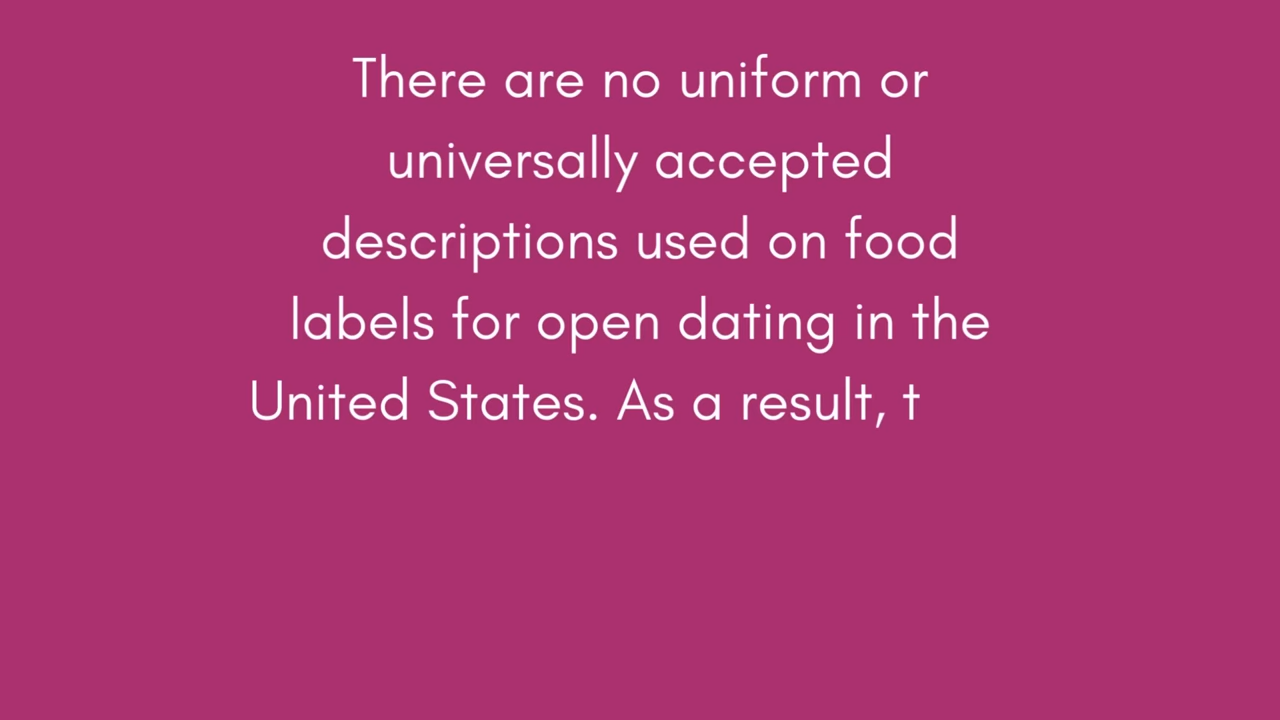 There are no uniform or
universally accepted
descriptions used on food
labels for open dating in the
United States. As a result, t